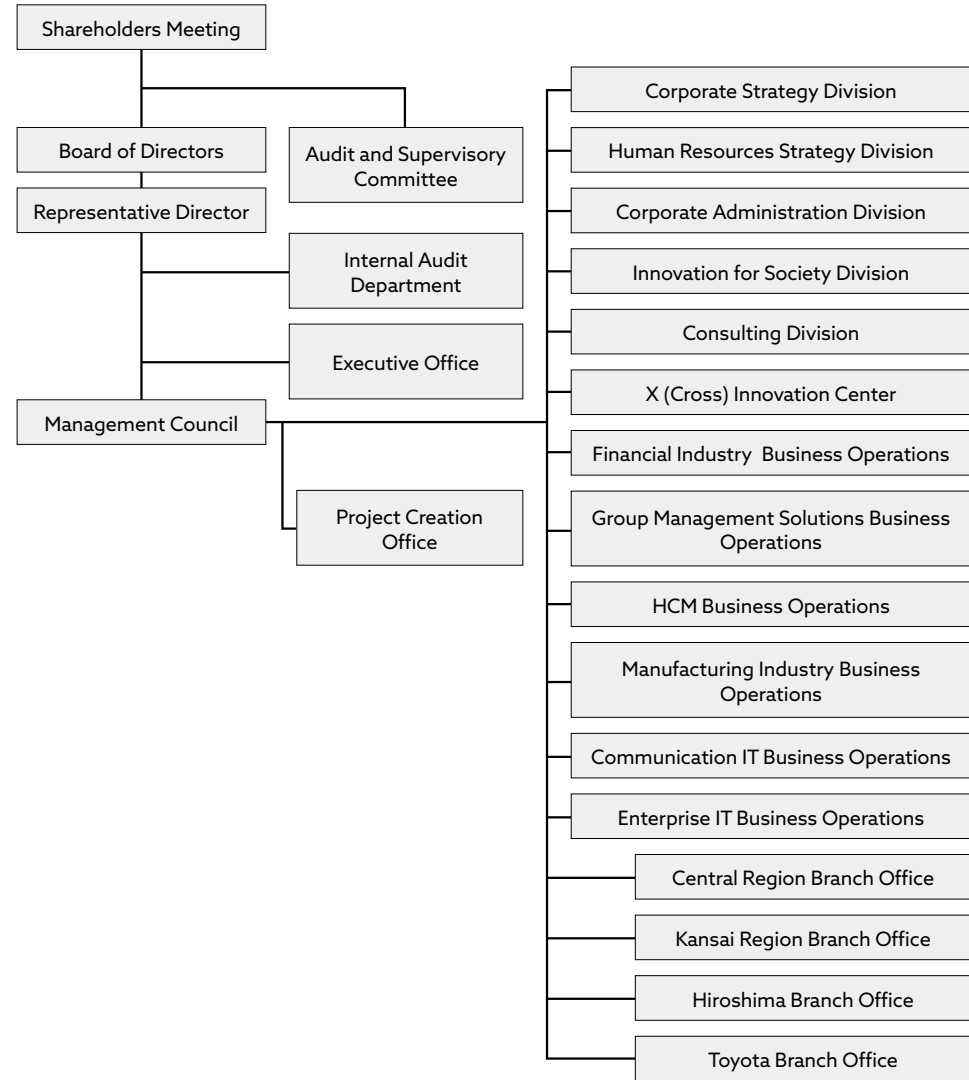 Shareholders Meeting
Board of Directors
Audit and Supervisory
Committee
Representative Director
Internal Audit
Department
Executive Office
Management Council
Project Creation
Office
Corporate Strategy Division
Human Resources Strategy Division
Corporate Administration Division
Innovation for Society Division
Consulting Division
X (Cross) Innovation Center
Financial Industry  Business Operations
Group Management Solutions Business
Operations
HCM Business Operations
Manufacturing Industry Business
Operations
Communication IT Business Operations
Enterprise IT Business Operations
Central Region Branch Office
Kansai Region Branch Office
Hiroshima Branch Office
Toyota Branch Office